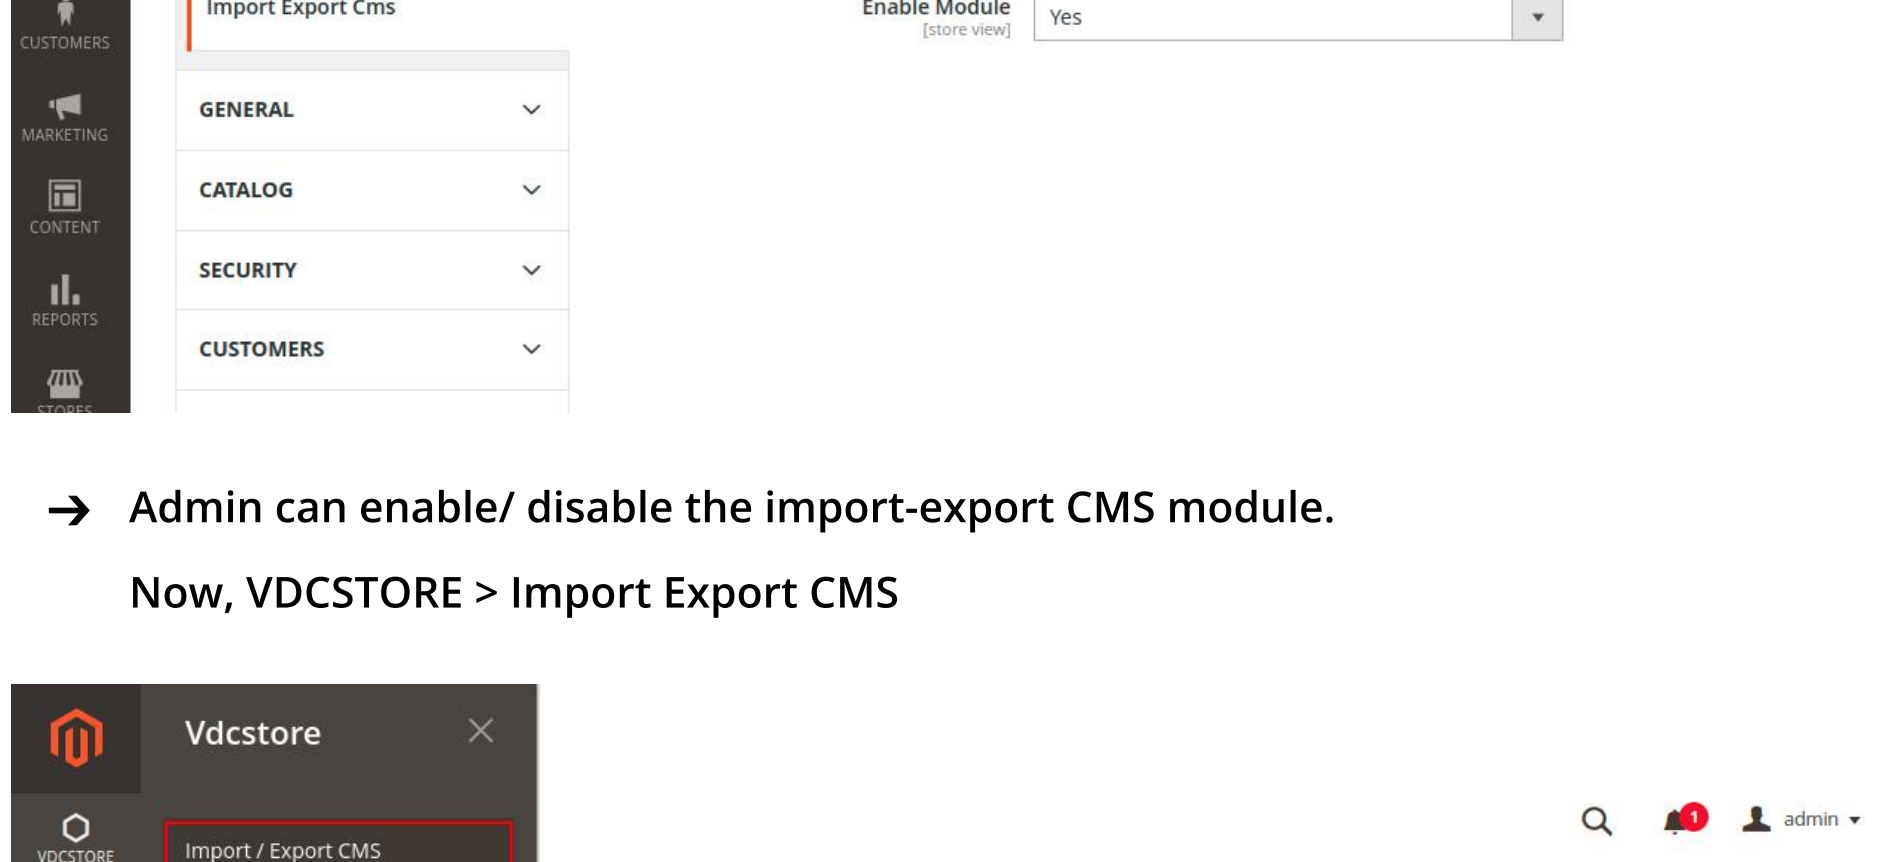 Import Export Cms
Enable Module
[store view]
Yes
CUSTOMERS
MARKETING
CONTENT
REPORTS
STORES
GENERAL
CATALOG
SECURITY
CUSTOMERS
→ Admin can enable/ disable the import-export CMS module.
Now, VDCSTORE > Import Export CMS
Vdcstore
VDCSTORE
Import / Export CMS
1
admin